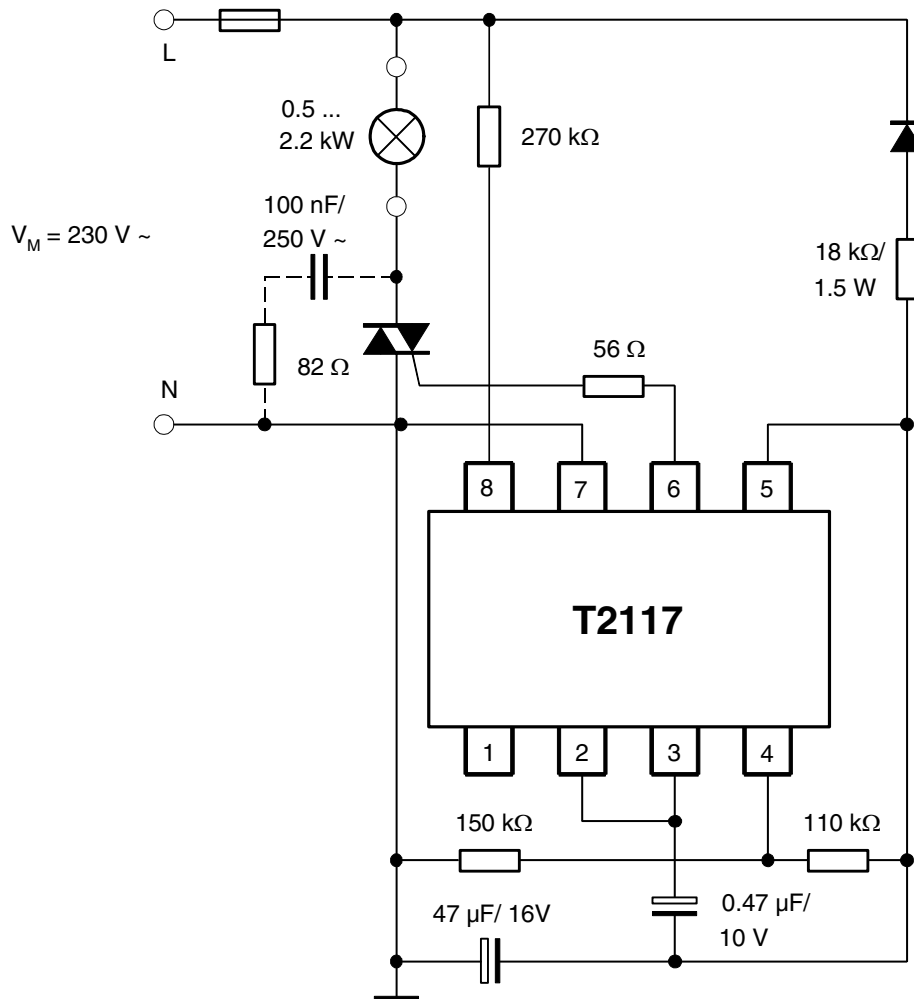 L
0.5 ...
2.2 kW
270 kΩ
100 nF/
250 V ~
V_M = 230 V ~
18 kΩ/
1.5 W
82 Ω
56 Ω
N
8 7 6 5
T2117
1 2 3 4
150 kΩ
110 kΩ
47 µF/ 16V
0.47 µF/
10 V